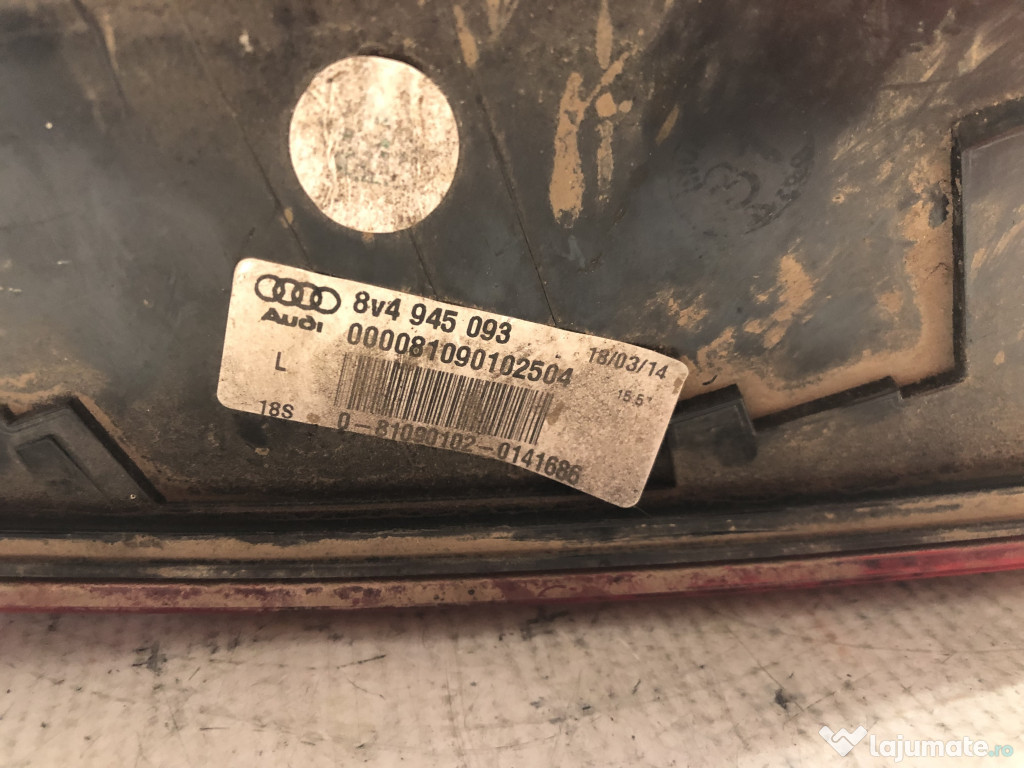 8V4 945 093
Audi
000081090102504
18/03/14
L
15.51
18S
0-81090102-0141686
lajumate.ro